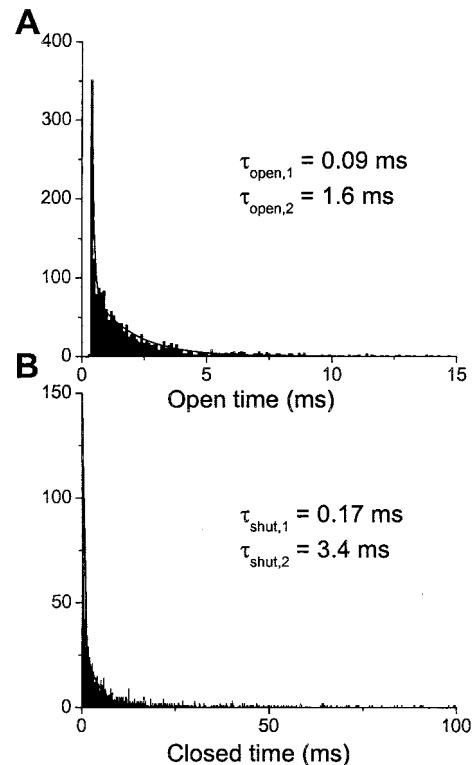 A
400
300
200
100
0
τopen,1 = 0.09 ms
τopen,2 = 1.6 ms
0 5 10 15
Open time (ms)
B
150
100
50
0
τshut,1 = 0.17 ms
τshut,2 = 3.4 ms
0 50 100
Closed time (ms)